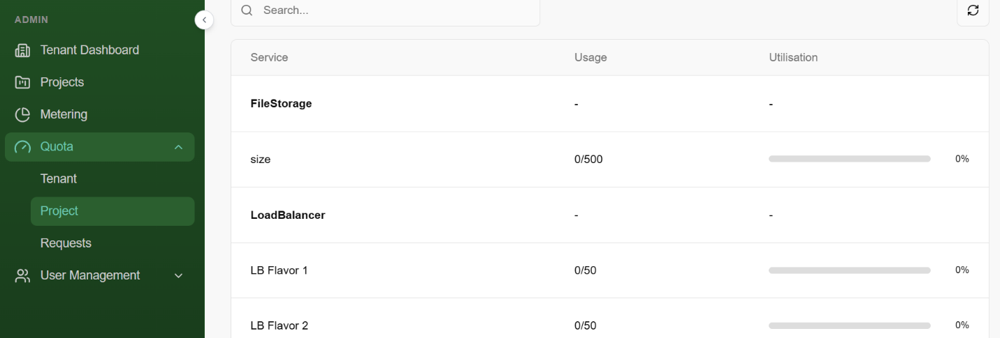 ADMIN
Tenant Dashboard
Projects
Metering
Quota
Tenant
Project
Requests
User Management
Search...
Service Usage Utilisation
FileStorage - -
size 0/500 0%
LoadBalancer - -
LB Flavor 1 0/50 0%
LB Flavor 2 0/50 0%